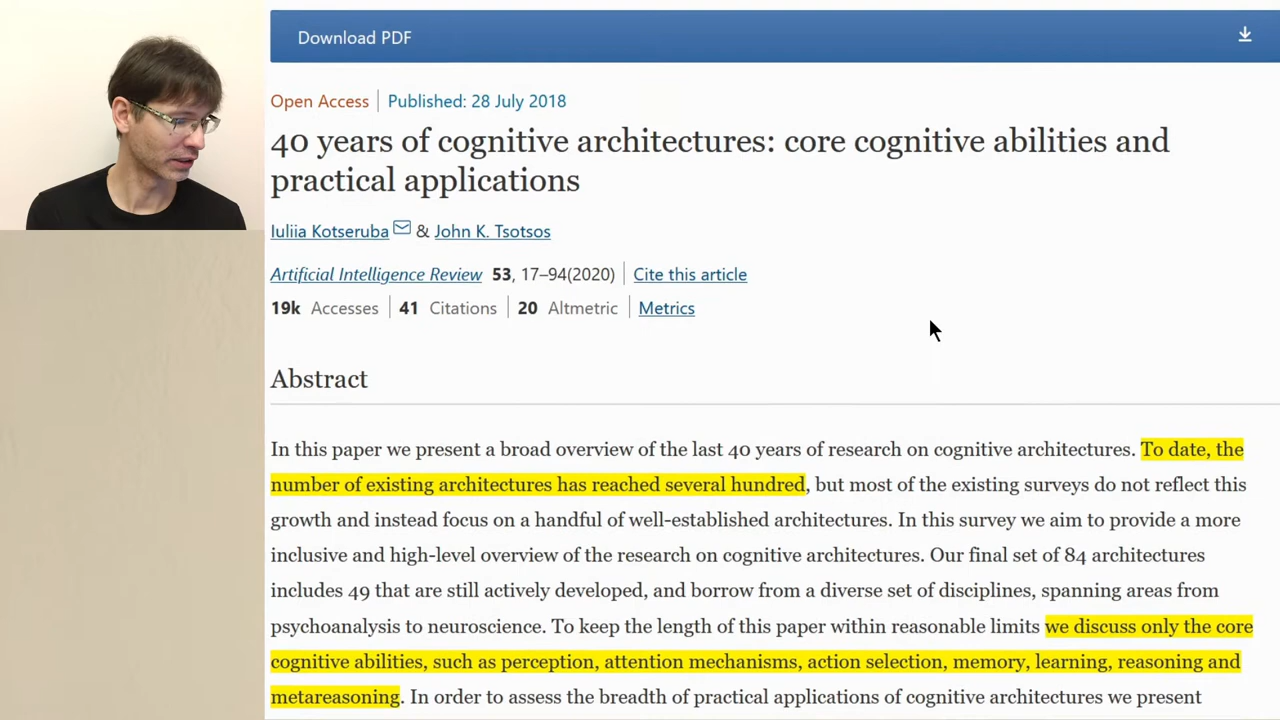 Download PDF
Open Access Published: 28 July 2018
40 years of cognitive architectures: core cognitive abilities and
practical applications
Iuliia Kotseruba & John K. Tsotsos
Artificial Intelligence Review 53, 17–94(2020) Cite this article
19k Accesses 41 Citations 20 Altmetric Metrics
Abstract
In this paper we present a broad overview of the last 40 years of research on cognitive architectures. To date, the
number of existing architectures has reached several hundred, but most of the existing surveys do not reflect this
growth and instead focus on a handful of well-established architectures. In this survey we aim to provide a more
inclusive and high-level overview of the research on cognitive architectures. Our final set of 84 architectures
includes 49 that are still actively developed, and borrow from a diverse set of disciplines, spanning areas from
psychoanalysis to neuroscience. To keep the length of this paper within reasonable limits we discuss only the core
cognitive abilities, such as perception, attention mechanisms, action selection, memory, learning, reasoning and
metareasoning. In order to assess the breadth of practical applications of cognitive architectures we present